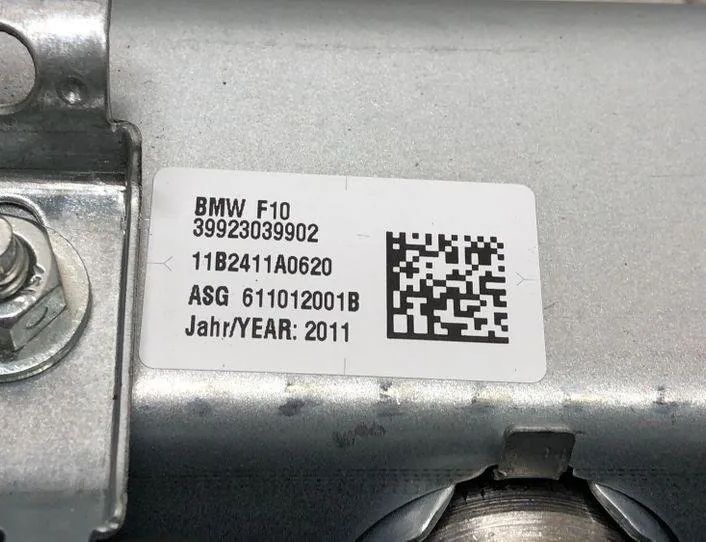 BMW F10
39923039902
11B2411A0620
ASG 611012001B
Jahr/YEAR: 2011